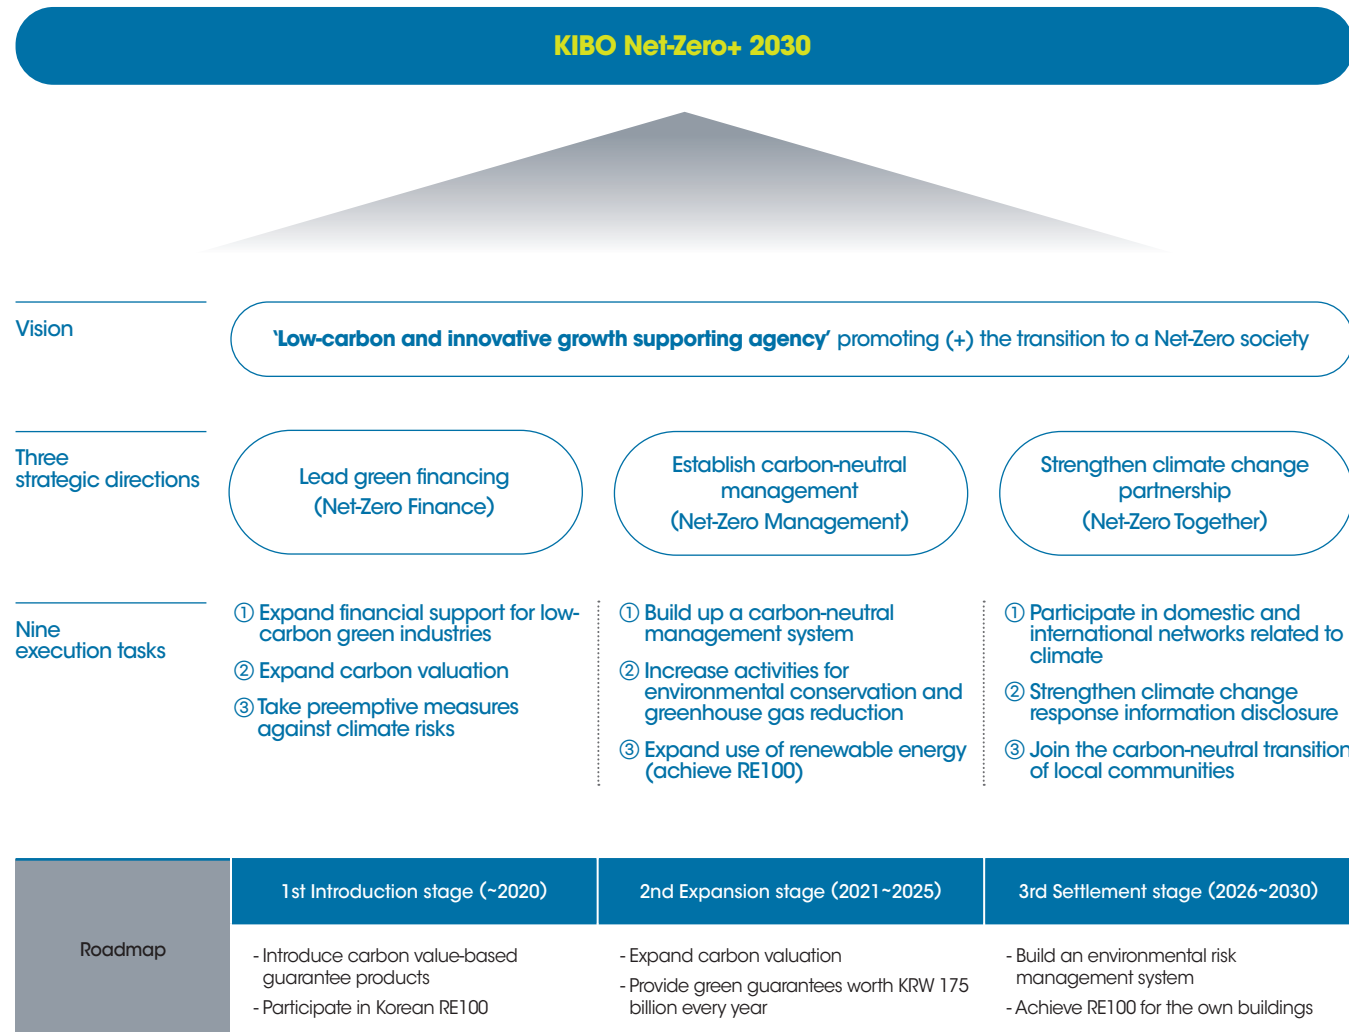 KIBO Net-Zero+ 2030
Vision
‘Low-carbon and innovative growth supporting agency’ promoting (+) the transition to a Net-Zero society
Three
strategic directions
Lead green financing
(Net-Zero Finance)
Establish carbon-neutral
management
(Net-Zero Management)
Strengthen climate change
partnership
(Net-Zero Together)
Nine
execution tasks
① Expand financial support for low-
carbon green industries
② Expand carbon valuation
③ Take preemptive measures
against climate risks
① Build up a carbon-neutral
management system
② Increase activities for
environmental conservation and
greenhouse gas reduction
③ Expand use of renewable energy
(achieve RE100)
① Participate in domestic and
international networks related to
climate
② Strengthen climate change
response information disclosure
③ Join the carbon-neutral transition
of local communities
Roadmap
1st Introduction stage (~2020)
- Introduce carbon value-based
guarantee products
- Participate in Korean RE100
2nd Expansion stage (2021~2025)
- Expand carbon valuation
- Provide green guarantees worth KRW 175
billion every year
3rd Settlement stage (2026~2030)
- Build an environmental risk
management system
- Achieve RE100 for the own buildings